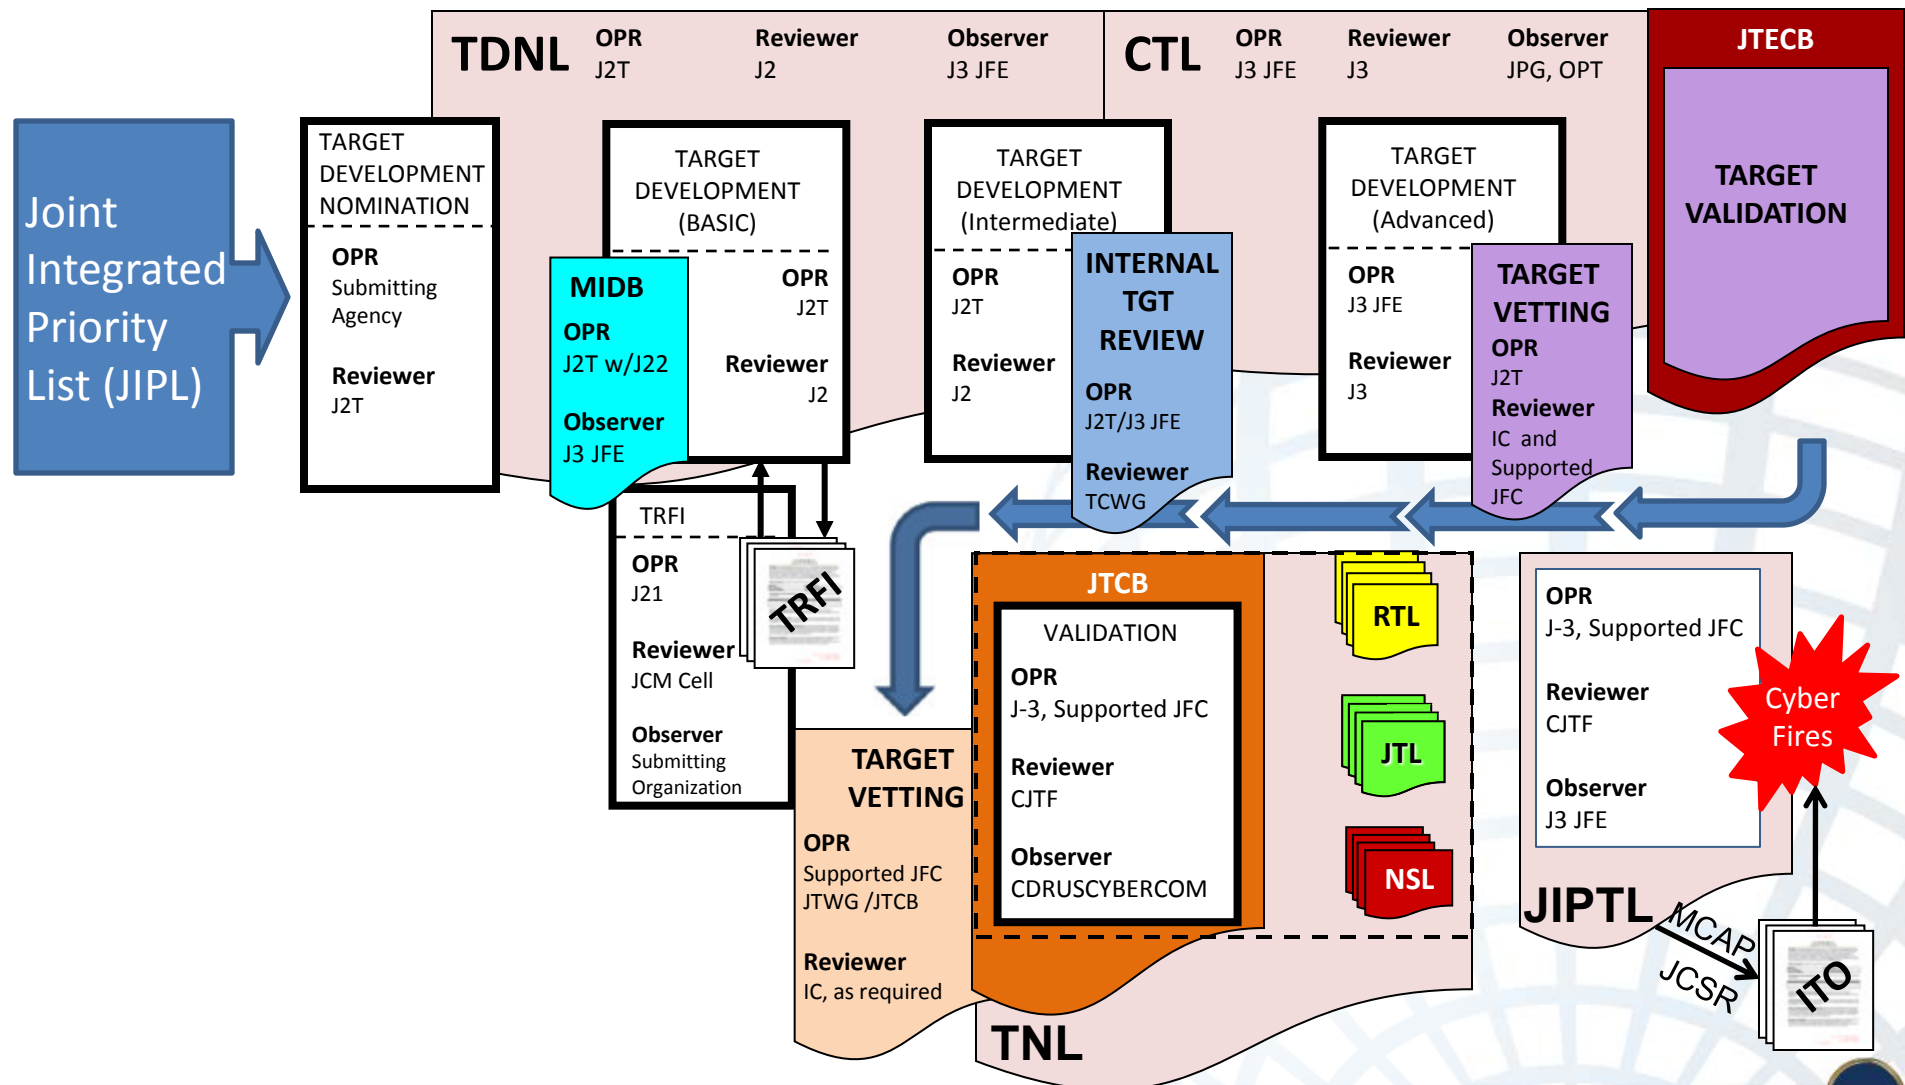 TDNL
OPR
J2T
Reviewer
J2
Observer
J3 JFE
CTL
OPR
J3 JFE
Reviewer
J3
Observer
JPG, OPT
JTECB
TARGET
VALIDATION
Joint
Integrated
Priority
List (JIPL)
TARGET
DEVELOPMENT
NOMINATION
OPR
Submitting
Agency
Reviewer
J2T
TARGET
DEVELOPMENT
(BASIC)
OPR
J2T
Reviewer
J2
MIDB
OPR
J2T w/J22
Observer
J3 JFE
TARGET
DEVELOPMENT
(Intermediate)
OPR
J2T
Reviewer
J2
INTERNAL
TGT
REVIEW
OPR
J2T/J3 JFE
Reviewer
TCWG
TARGET
DEVELOPMENT
(Advanced)
OPR
J3 JFE
Reviewer
J3
TARGET
VETTING
OPR
J2T
Reviewer
IC and
Supported
JFC
TRFI
OPR
J21
Reviewer
JCM Cell
Observer
Submitting
Organization
TRFI
TARGET
VETTING
OPR
Supported JFC
JTWG /JTCB
Reviewer
IC, as required
JTCB
VALIDATION
OPR
J-3, Supported JFC
Reviewer
CJTF
Observer
CDRUSCYBERCOM
RTL
JTL
NSL
TNL
OPR
J-3, Supported JFC
Reviewer
CJTF
Observer
J3 JFE
JIPTL
Cyber
Fires
MCAP
JCSR
ITO